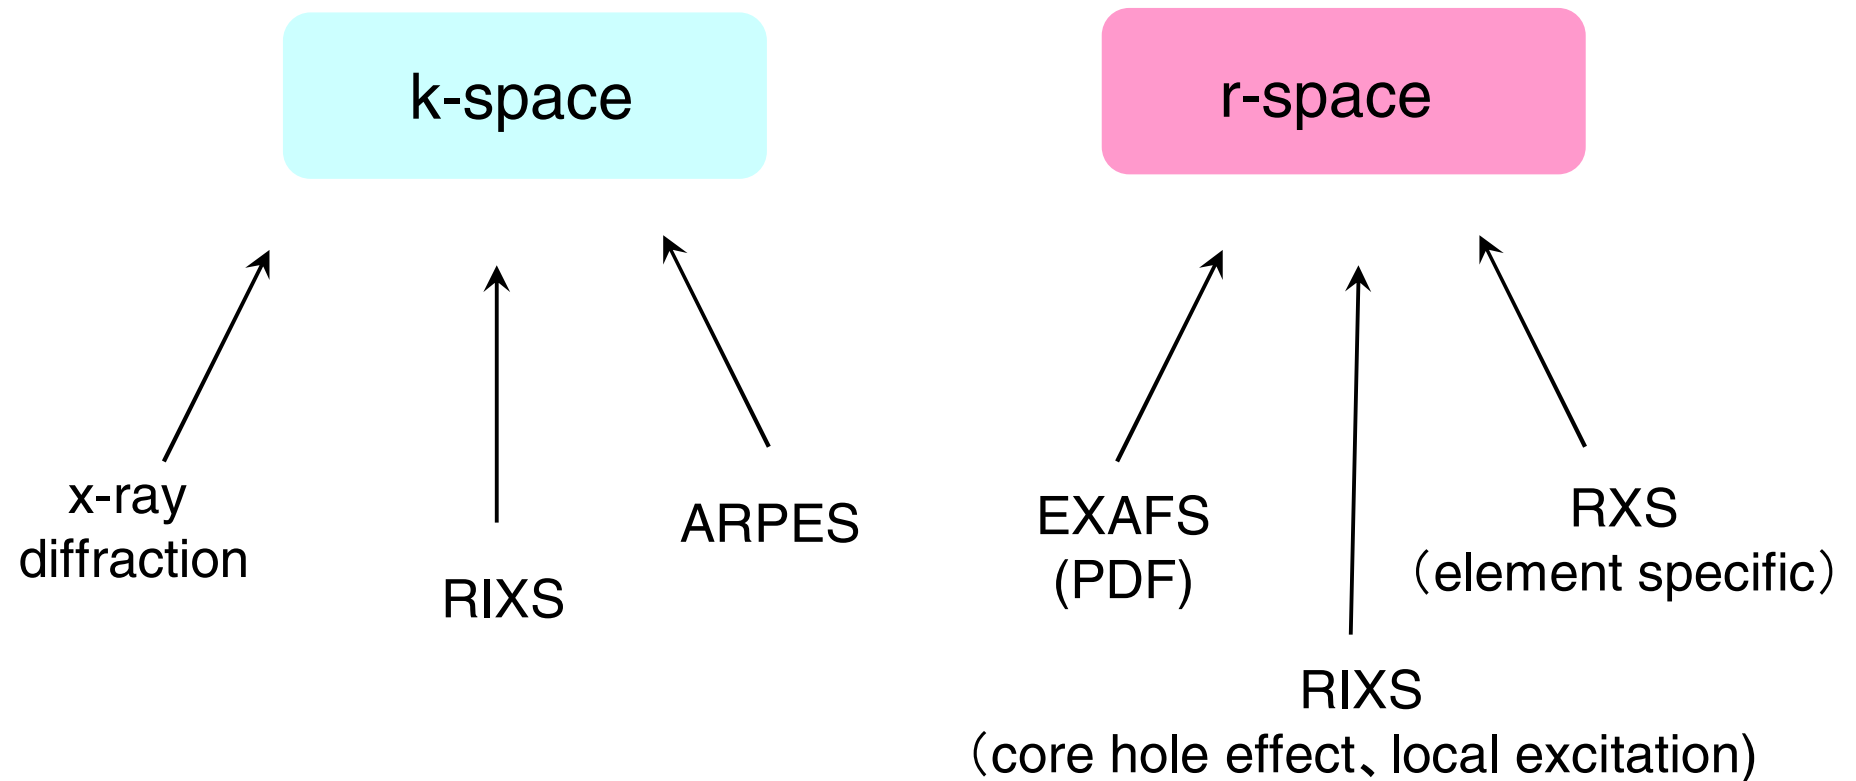 k-space
r-space
x-ray
diffraction
RIXS
ARPES
EXAFS
(PDF)
RIXS
（core hole effect、local excitation)
RXS
（element specific）